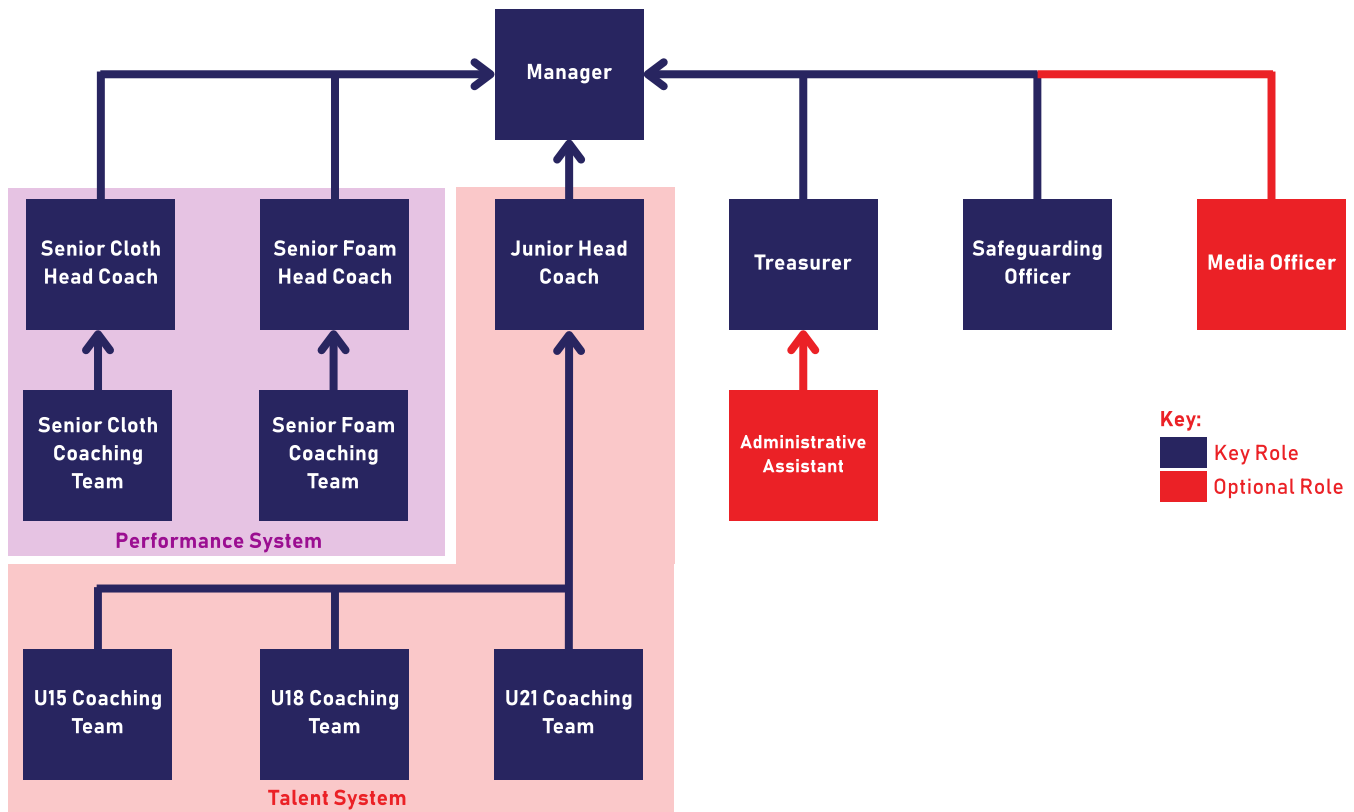 Manager
Senior Cloth
Head Coach
Senior Foam
Head Coach
Junior Head
Coach
Treasurer
Safeguarding
Officer
Media Officer
Senior Cloth
Coaching
Team
Senior Foam
Coaching
Team
Administrative
Assistant
Key:
Key Role
Optional Role
Performance System
U15 Coaching
Team
U18 Coaching
Team
U21 Coaching
Team
Talent System